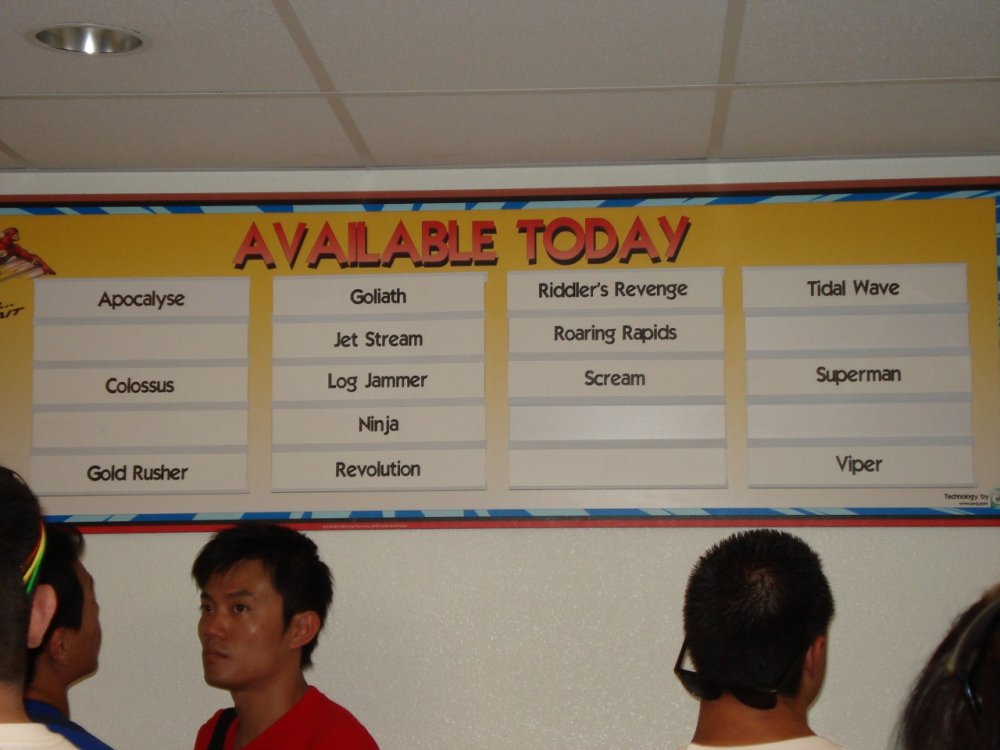 AVAILABLE TODAY
Apocalyse
Colossus
Gold Rusher
Goliath
Jet Stream
Log Jammer
Ninja
Revolution
Riddler's Revenge
Roaring Rapids
Scream
Tidal Wave
Superman
Viper
Technology by